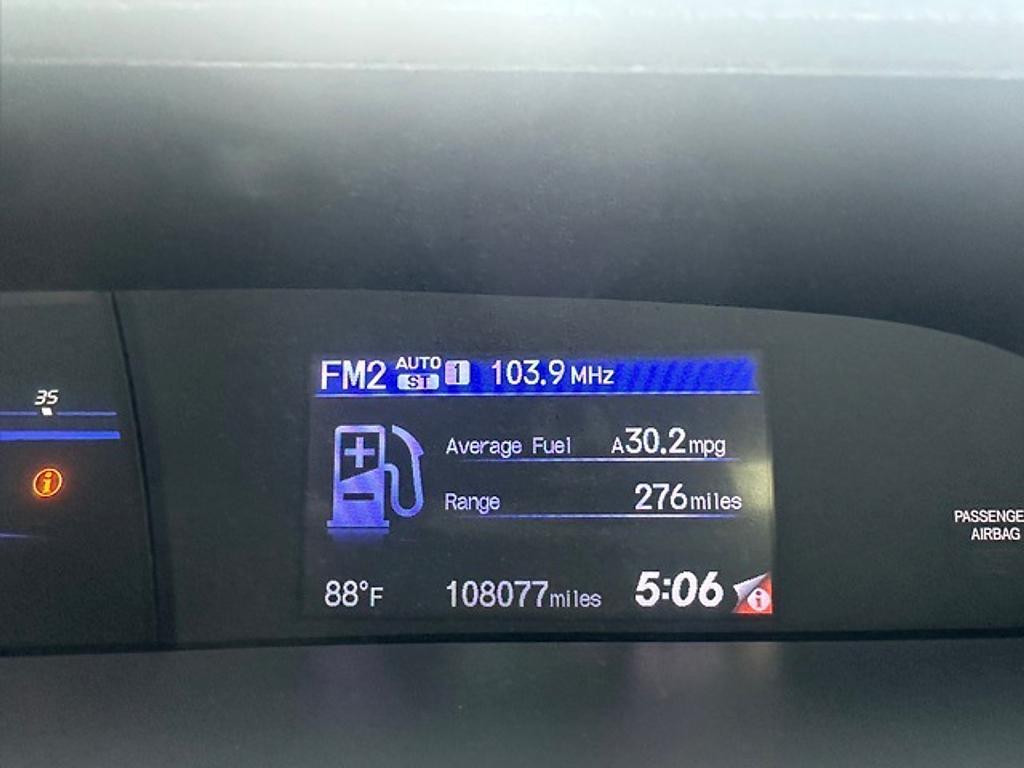 FM2 AUTO ST 1 103.9 MHz
35
Average Fuel A30.2mpg
Range 276miles
PASSENGE
AIRBAG
88°F 108077miles 5:06